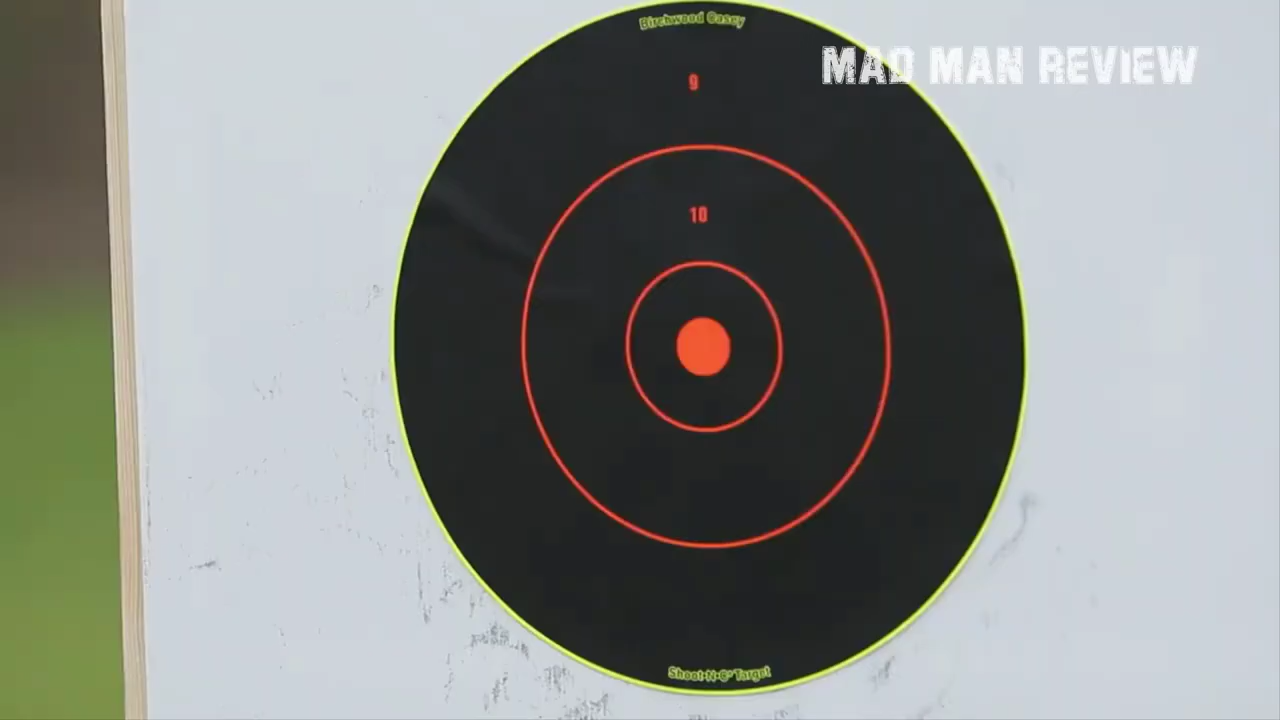 Birchwood Casey
MAD MAN REVIEW
9
10
Shoot•N•C® Target